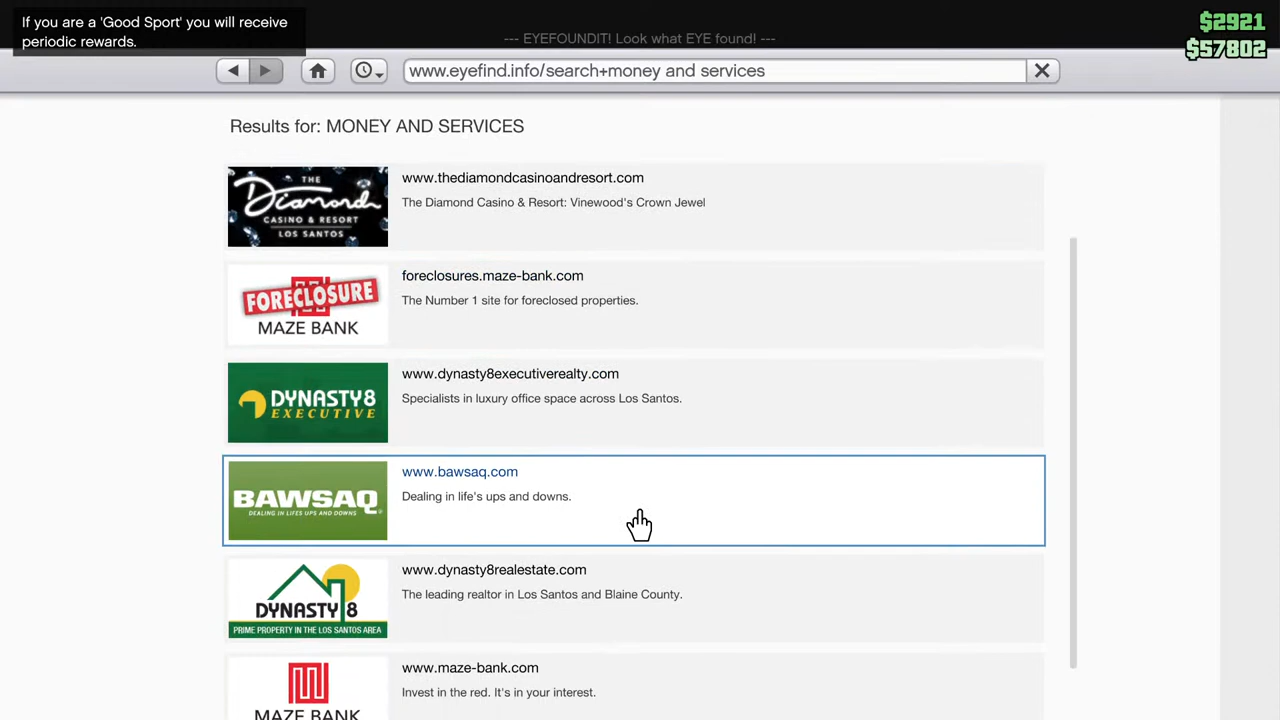 If you are a 'Good Sport' you will receive
periodic rewards.
$2921
$57802
--- EYEFOUNDIT! Look what EYE found! ---
www.eyefind.info/search+money and services
Results for: MONEY AND SERVICES
THE
Diamond
CASINO & RESORT
LOS SANTOS
www.thediamondcasinoandresort.com
The Diamond Casino & Resort: Vinewood's Crown Jewel
FORECLOSURE
MAZE BANK
foreclosures.maze-bank.com
The Number 1 site for foreclosed properties.
DYNASTY8
EXECUTIVE
www.dynasty8executiverealty.com
Specialists in luxury office space across Los Santos.
BAWSAQ
DEALING IN LIFES UPS AND DOWNS
www.bawsaq.com
Dealing in life's ups and downs.
DYNASTY 8
PRIME PROPERTY IN THE LOS SANTOS AREA
www.dynasty8realestate.com
The leading realtor in Los Santos and Blaine County.
MAZE BANK
www.maze-bank.com
Invest in the red. It's in your interest.